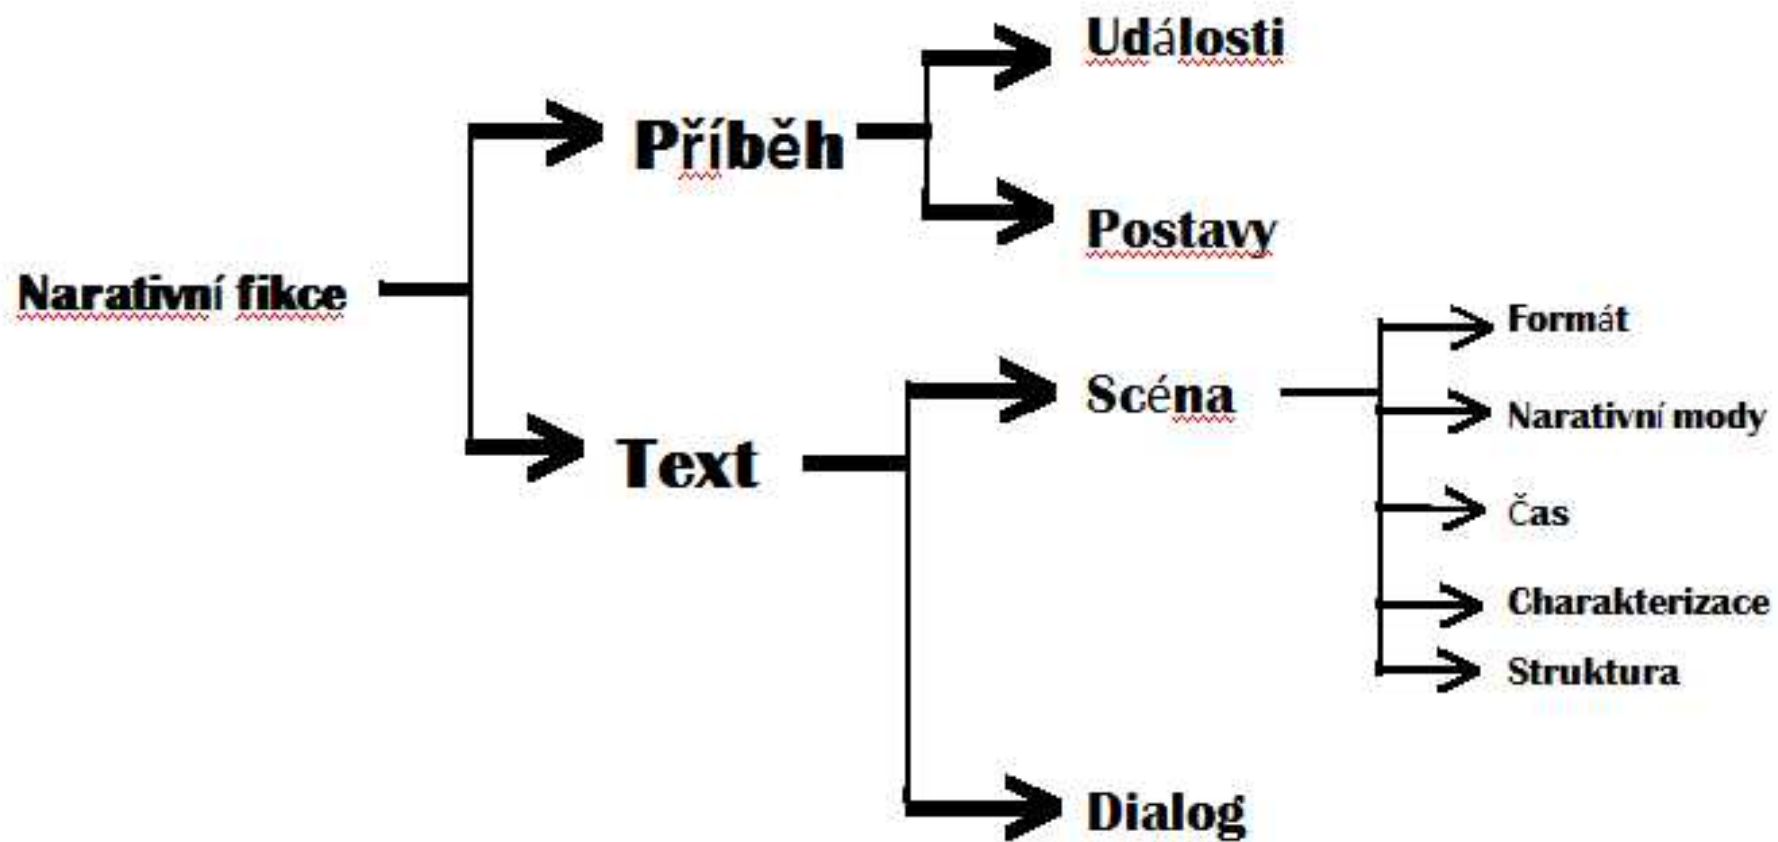 Události
Příběh
Postavy
Narativní fikce
Formát
Scéna
Narativní mody
Text
Čas
Charakterizace
Struktura
Dialog